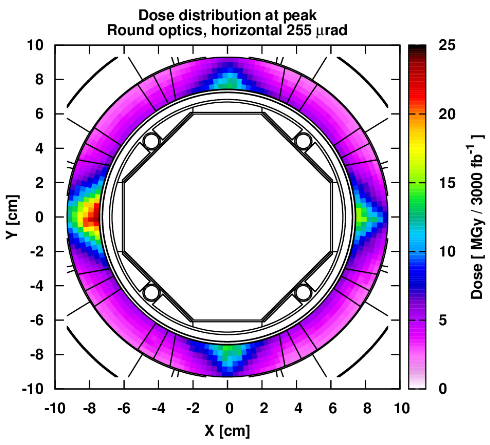 Dose distribution at peak
Round optics, horizontal 255 μrad
10
8
6
4
2
0
-2
-4
-6
-8
-10
Y [cm]
-10 -8 -6 -4 -2 0 2 4 6 8 10
X [cm]
25
20
15
10
5
0
Dose [ MGy / 3000 fb⁻¹ ]